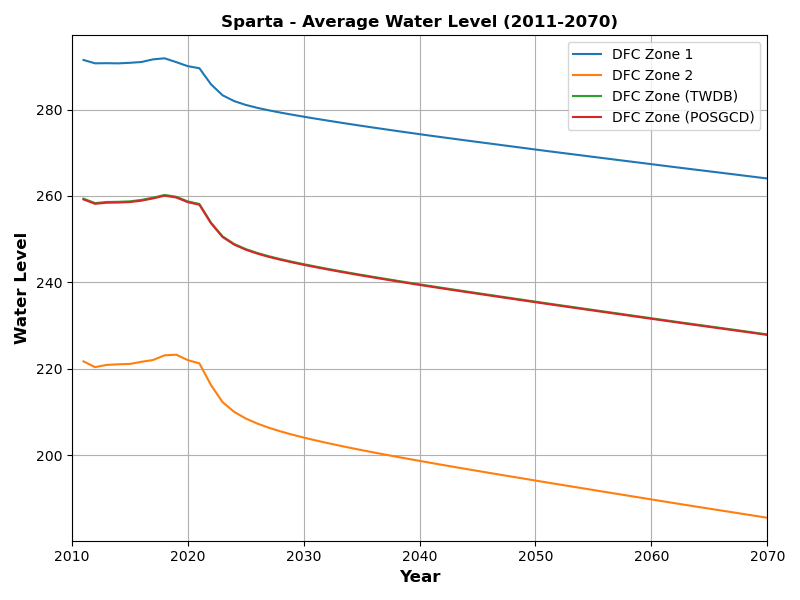 Sparta - Average Water Level (2011-2070)
DFC Zone 1
DFC Zone 2
DFC Zone (TWDB)
DFC Zone (POSGCD)
280
260
240
220
200
Water Level
2010 2020 2030 2040 2050 2060 2070
Year